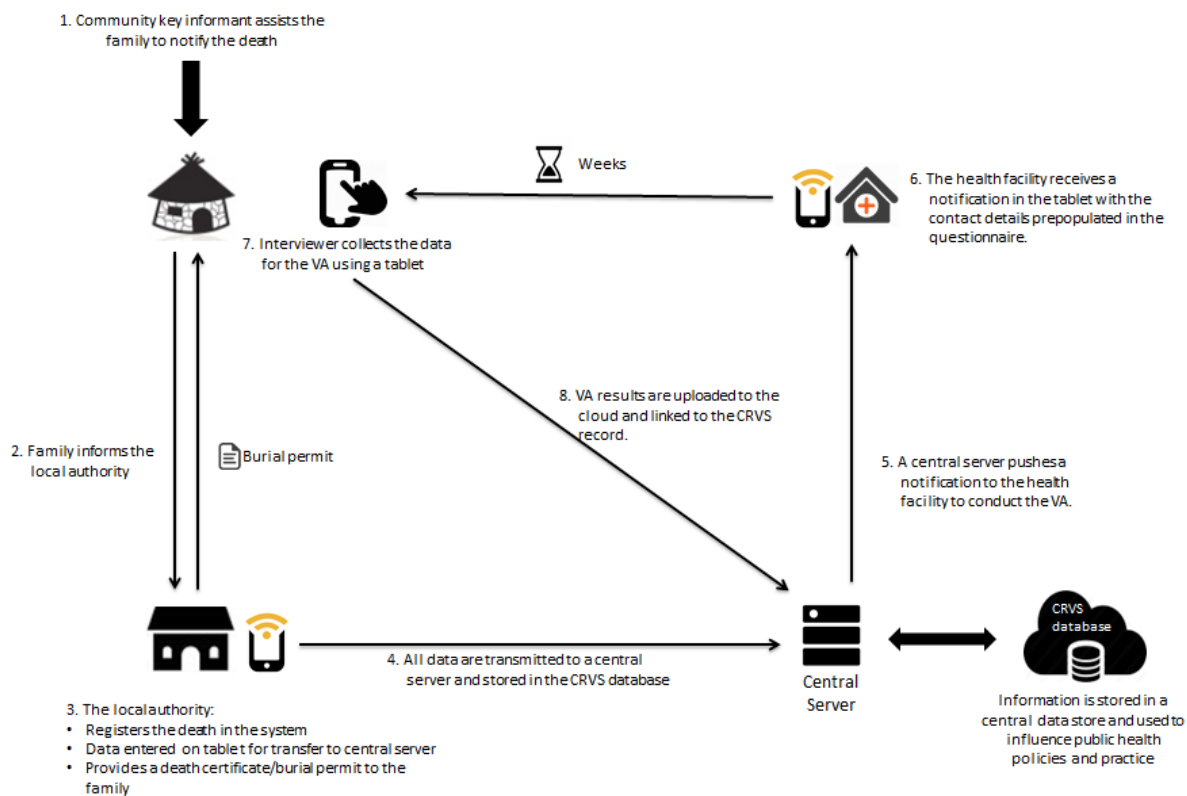 1. Community key informant assists the
family to notify the death
Weeks
6. The health facility receives a
notification in the tablet with the
contact details prepopulated in the
questionnaire.
7. Interviewer collects the data
for the VA using a tablet
8. VA results are uploaded to the
cloud and linked to the CRVS
record.
2. Family informs the
local authority
Burial permit
5. A central server pushes a
notification to the health
facility to conduct the VA.
CRVS
database
4. All data are transmitted to a central
server and stored in the CRVS database
Central
Server
Information is stored in a
central data store and used to
influence public health
policies and practice
3. The local authority:
• Registers the death in the system
• Data entered on tablet for transfer to central server
• Provides a death certificate/burial permit to the
family